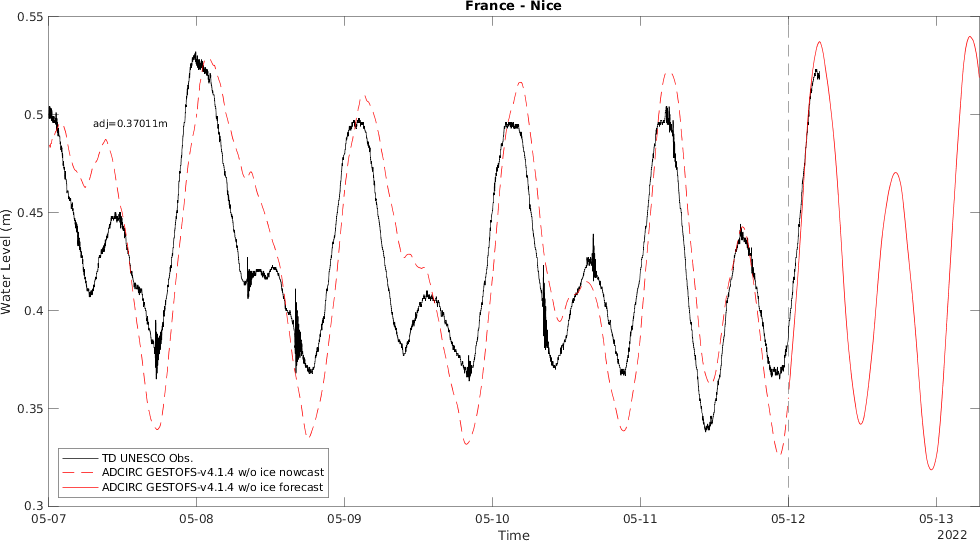 France - Nice
0.55
0.5
0.45
0.4
0.35
0.3
Water Level (m)
adj=0.37011m
TD UNESCO Obs.
ADCIRC GESTOFS-v4.1.4 w/o ice nowcast
ADCIRC GESTOFS-v4.1.4 w/o ice forecast
05-07 05-08 05-09 05-10 05-11 05-12 05-13
Time
2022